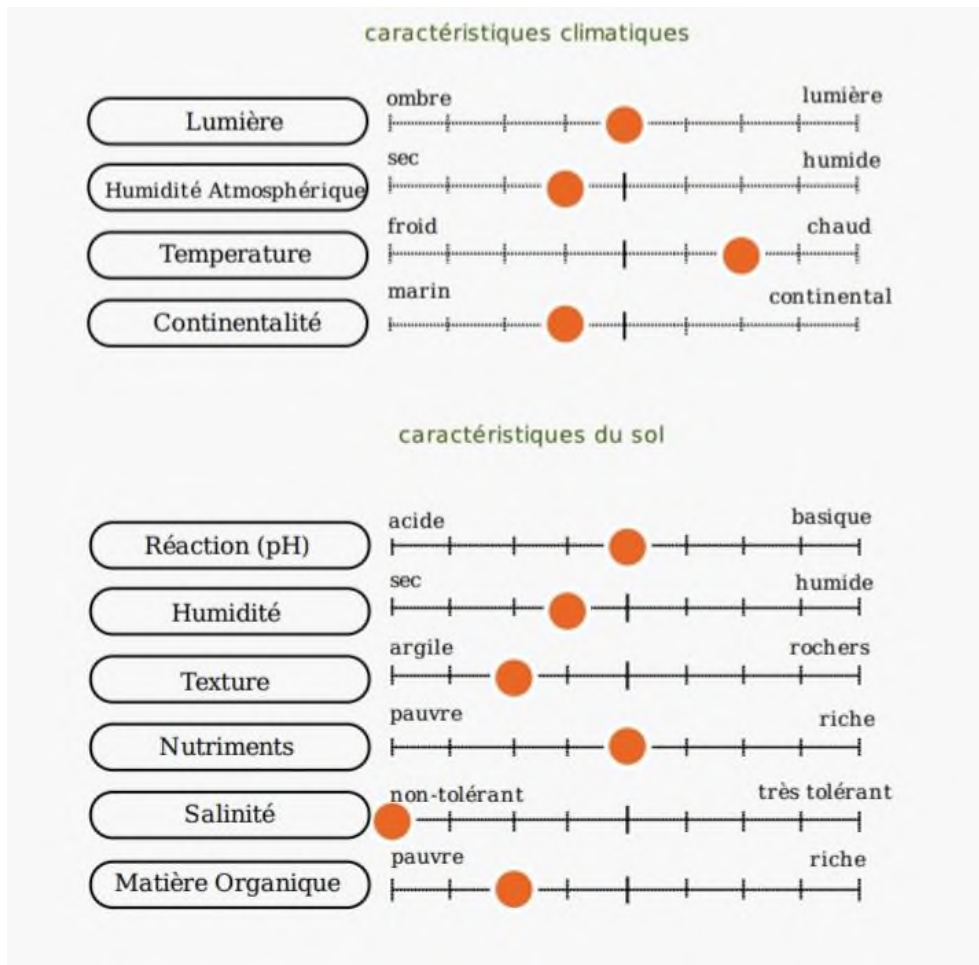 caractéristiques climatiques
Lumière
ombre
lumière
Humidité Atmosphérique
sec
humide
Temperature
froid
chaud
Continentalité
marin
continental
caractéristiques du sol
Réaction (pH)
acide
basique
Humidité
sec
humide
Texture
argile
rochers
Nutriments
pauvre
riche
Salinité
non-tolérant
très tolérant
Matière Organique
pauvre
riche